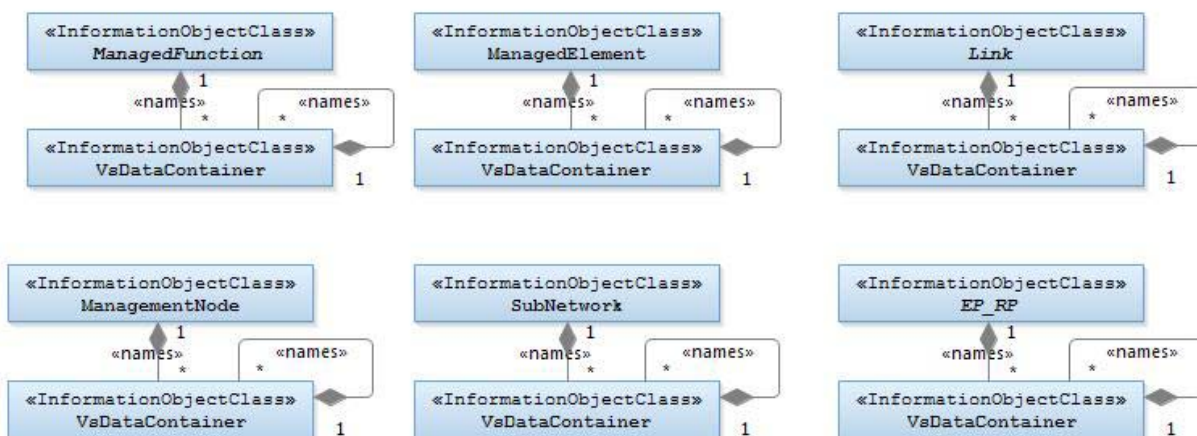 «InformationObjectClass»
ManagedFunction
1
«names»
«names»
*
*
«InformationObjectClass»
VsDataContainer
1
«InformationObjectClass»
ManagedElement
1
«names»
«names»
*
*
«InformationObjectClass»
VsDataContainer
1
«InformationObjectClass»
Link
1
«names»
«names»
*
*
«InformationObjectClass»
VsDataContainer
1
«InformationObjectClass»
ManagementNode
1
«names»
«names»
*
*
«InformationObjectClass»
VsDataContainer
1
«InformationObjectClass»
SubNetwork
1
«names»
«names»
*
*
«InformationObjectClass»
VsDataContainer
1
«InformationObjectClass»
EP_RP
1
«names»
«names»
*
*
«InformationObjectClass»
VsDataContainer
1